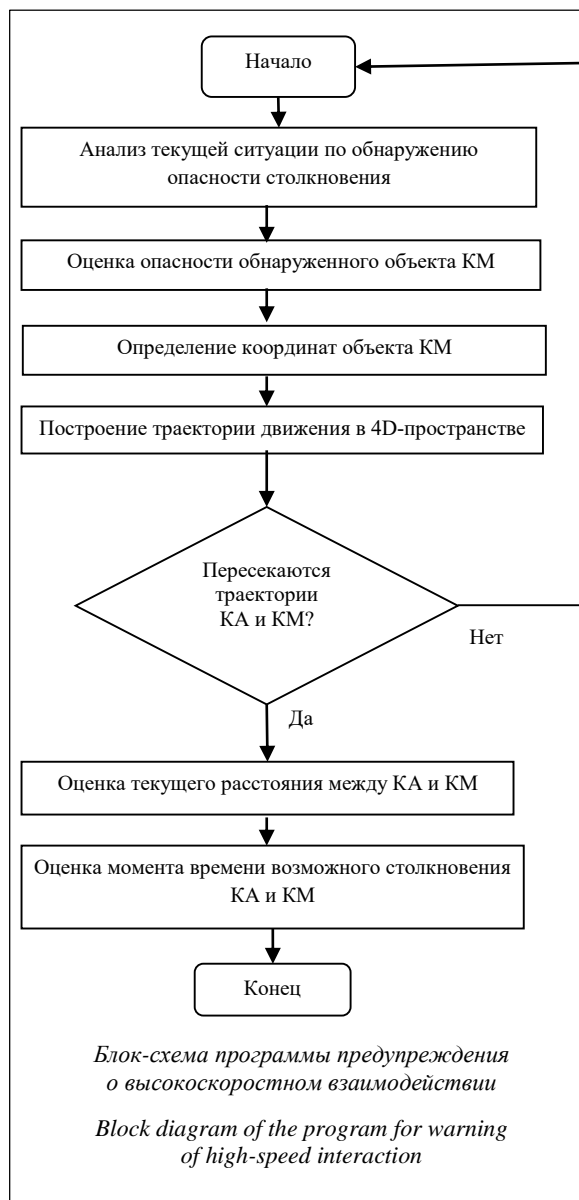 Начало
Анализ текущей ситуации по обнаружению
опасности столкновения
Оценка опасности обнаруженного объекта КМ
Определение координат объекта КМ
Построение траектории движения в 4D-пространстве
Пересекаются
траектории
КА и КМ?
Нет
Да
Оценка текущего расстояния между КА и КМ
Оценка момента времени возможного столкновения
КА и КМ
Конец
Блок-схема программы предупреждения
о высокоскоростном взаимодействии
Block diagram of the program for warning
of high-speed interaction